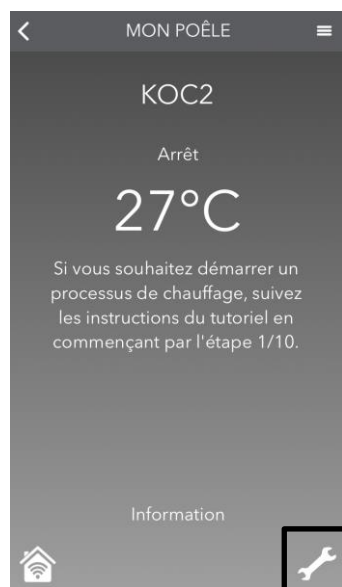 MON POÊLE
KOC2
Arrêt
27°C
Si vous souhaitez démarrer un
processus de chauffage, suivez
les instructions du tutoriel en
commençant par l'étape 1/10.
Information